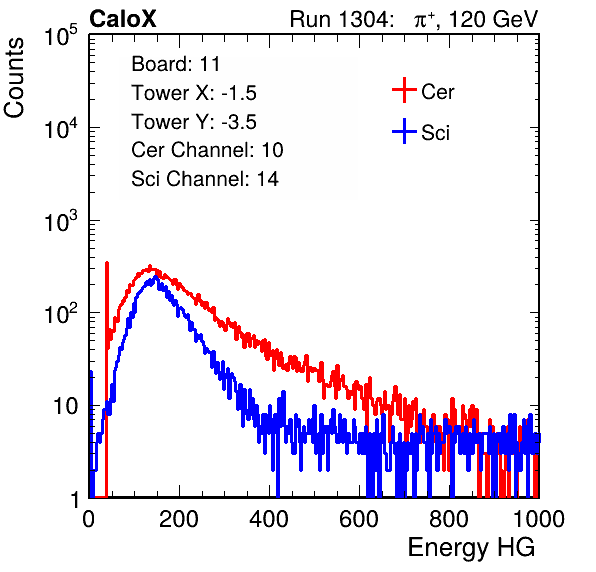 CaloX Run 1304: π⁺, 120 GeV
Counts
Board: 11
Tower X: -1.5
Tower Y: -3.5
Cer Channel: 10
Sci Channel: 14
Cer
Sci
10⁵
10⁴
10³
10²
10
1
0 200 400 600 800 1000
Energy HG